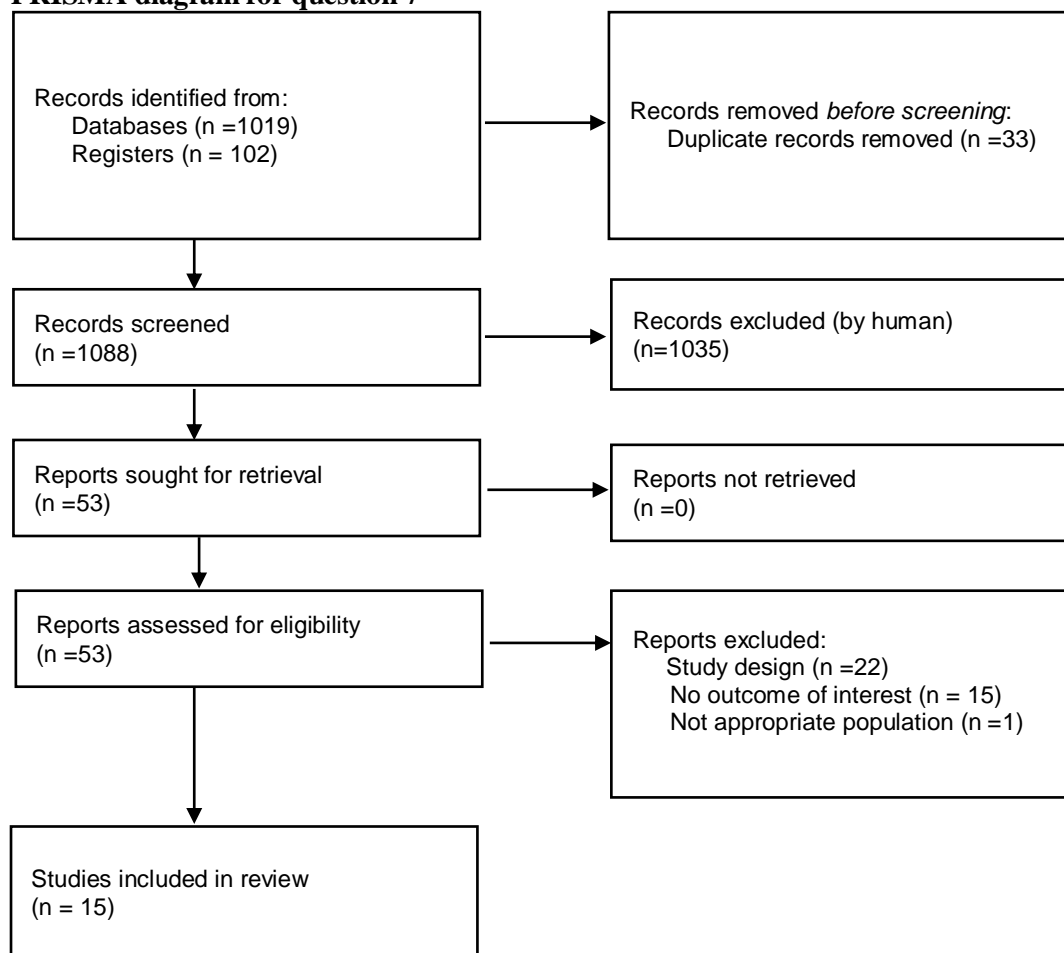 PRISMA diagram for question 7
Records identified from:
Databases (n =1019)
Registers (n = 102)
Records removed before screening:
Duplicate records removed (n =33)
Records screened
(n =1088)
Records excluded (by human)
(n=1035)
Reports sought for retrieval
(n =53)
Reports not retrieved
(n =0)
Reports assessed for eligibility
(n =53)
Reports excluded:
Study design (n =22)
No outcome of interest (n = 15)
Not appropriate population (n =1)
Studies included in review
(n = 15)